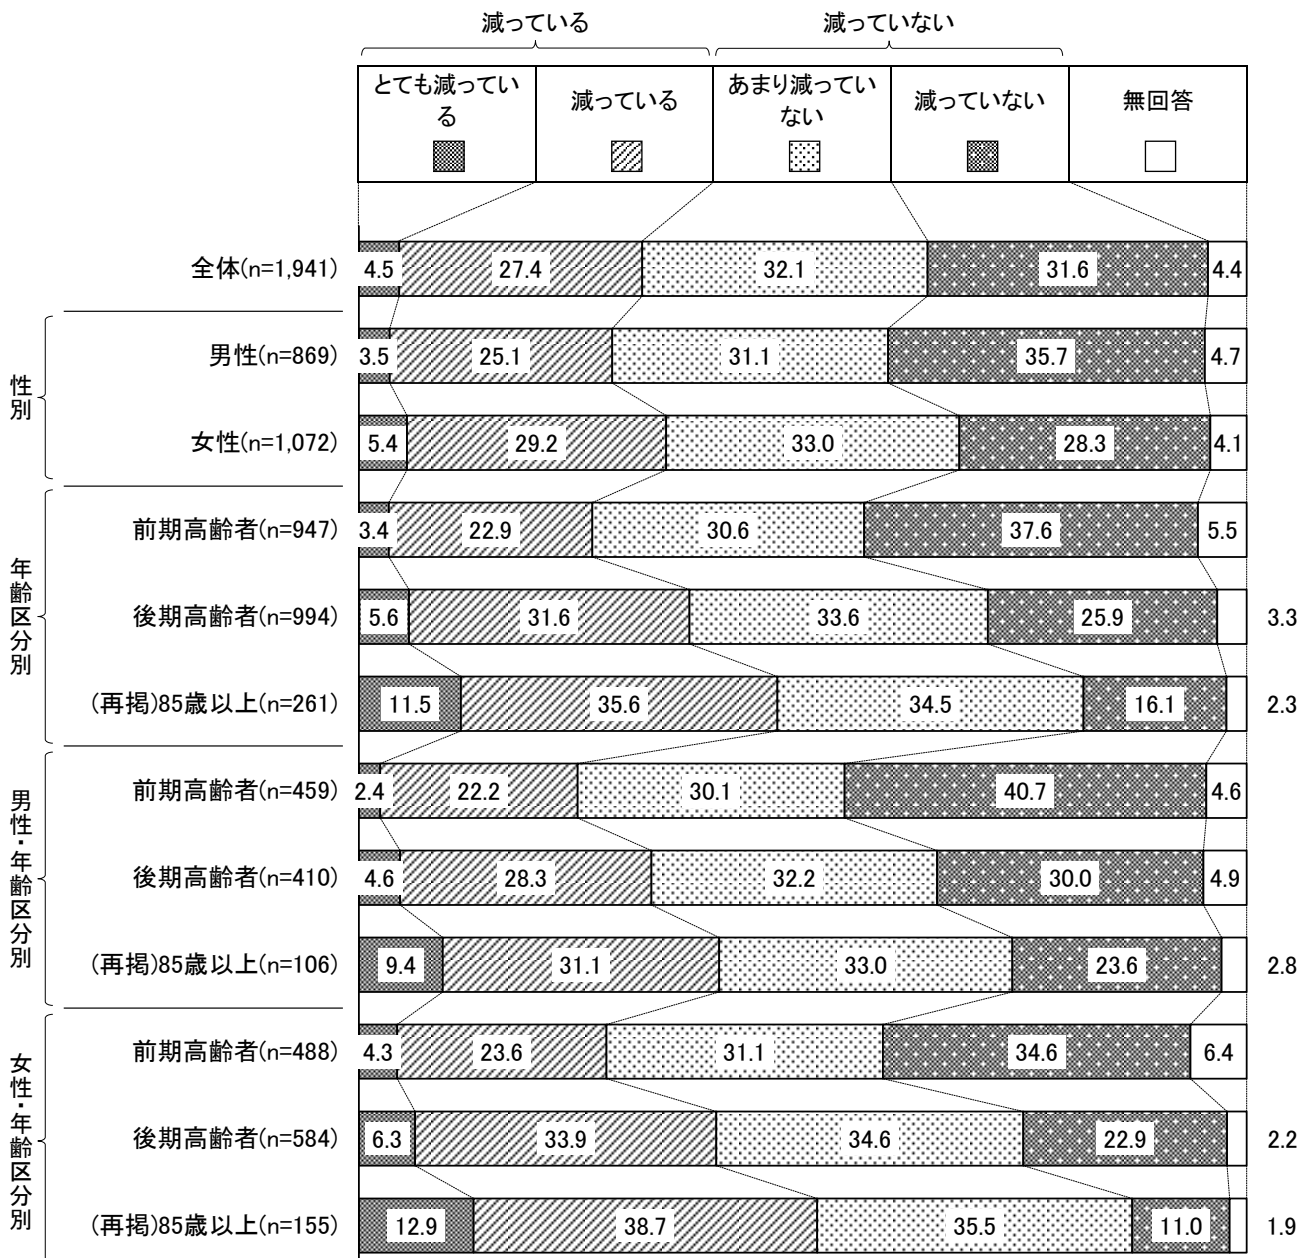 減っている 減っていない
とても減ってい
る
減っている
あまり減ってい
ない
減っていない
無回答
全体(n=1,941) 4.5 27.4 32.1 31.6 4.4
性別
男性(n=869) 3.5 25.1 31.1 35.7 4.7
女性(n=1,072) 5.4 29.2 33.0 28.3 4.1
年齢区分別
前期高齢者(n=947) 3.4 22.9 30.6 37.6 5.5
後期高齢者(n=994) 5.6 31.6 33.6 25.9 3.3
(再掲)85歳以上(n=261) 11.5 35.6 34.5 16.1 2.3
男性・年齢区分別
前期高齢者(n=459) 2.4 22.2 30.1 40.7 4.6
後期高齢者(n=410) 4.6 28.3 32.2 30.0 4.9
(再掲)85歳以上(n=106) 9.4 31.1 33.0 23.6 2.8
女性・年齢区分別
前期高齢者(n=488) 4.3 23.6 31.1 34.6 6.4
後期高齢者(n=584) 6.3 33.9 34.6 22.9 2.2
(再掲)85歳以上(n=155) 12.9 38.7 35.5 11.0 1.9